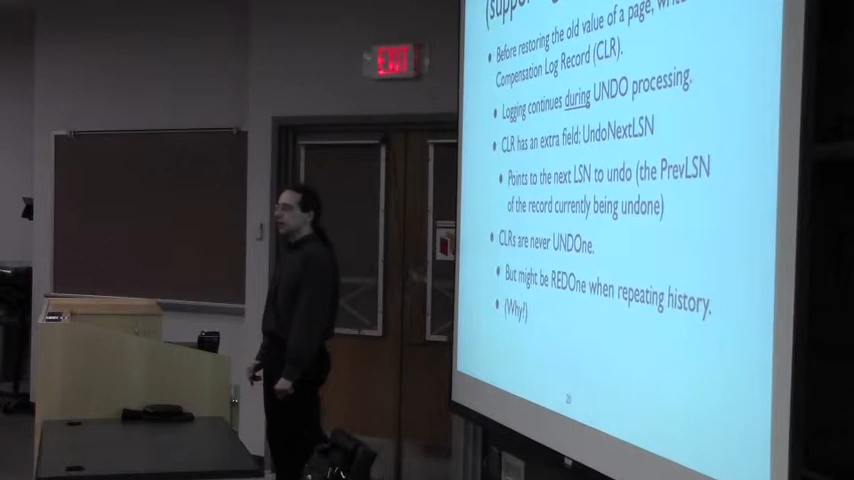 EXIT
(suppor
• Before restoring the old value of a page, write
Compensation Log Record (CLR).
• Logging continues during UNDO processing.
• CLR has an extra field: UndoNextLSN
• Points to the next LSN to undo (the PrevLSN
of the record currently being undone)
• CLRs are never UNDOne.
• But might be REDOne when repeating history.
• (Why?)